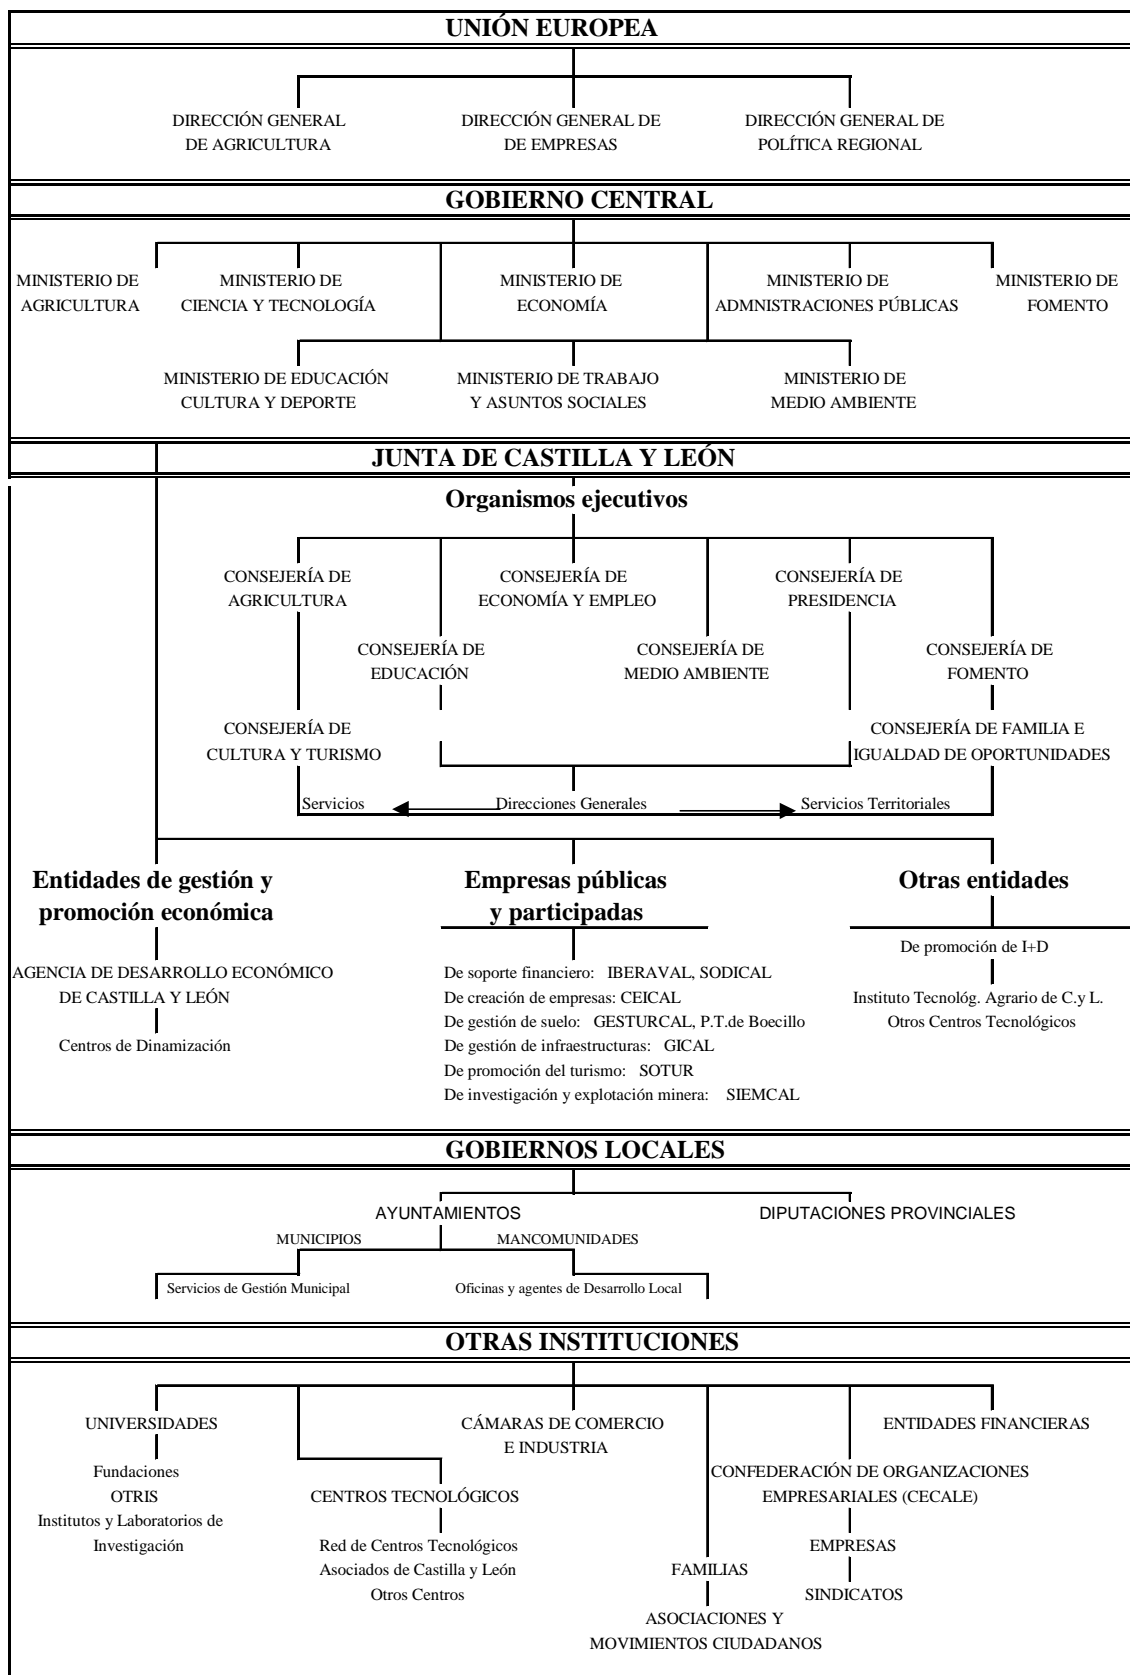 UNIÓN EUROPEA
DIRECCIÓN GENERAL
DE AGRICULTURA
DIRECCIÓN GENERAL DE
DE EMPRESAS
DIRECCIÓN GENERAL DE
POLÍTICA REGIONAL
GOBIERNO CENTRAL
MINISTERIO DE
AGRICULTURA
MINISTERIO DE
CIENCIA Y TECNOLOGÍA
MINISTERIO DE
ECONOMÍA
MINISTERIO DE
ADMNISTRACIONES PÚBLICAS
MINISTERIO DE
FOMENTO
MINISTERIO DE EDUCACIÓN
CULTURA Y DEPORTE
MINISTERIO DE TRABAJO
Y ASUNTOS SOCIALES
MINISTERIO DE
MEDIO AMBIENTE
JUNTA DE CASTILLA Y LEÓN
Organismos ejecutivos
CONSEJERÍA DE
AGRICULTURA
CONSEJERÍA DE
ECONOMÍA Y EMPLEO
CONSEJERÍA DE
PRESIDENCIA
CONSEJERÍA DE
EDUCACIÓN
CONSEJERÍA DE
MEDIO AMBIENTE
CONSEJERÍA DE
FOMENTO
CONSEJERÍA DE
CULTURA Y TURISMO
CONSEJERÍA DE FAMILIA E
IGUALDAD DE OPORTUNIDADES
Servicios
Direcciones Generales
Servicios Territoriales
Entidades de gestión y
promoción económica
AGENCIA DE DESARROLLO ECONÓMICO
DE CASTILLA Y LEÓN
Centros de Dinamización
Empresas públicas
y participadas
De soporte financiero: IBERAVAL, SODICAL
De creación de empresas: CEICAL
De gestión de suelo: GESTURCAL, P.T.de Boecillo
De gestión de infraestructuras: GICAL
De promoción del turismo: SOTUR
De investigación y explotación minera: SIEMCAL
Otras entidades
De promoción de I+D
Instituto Tecnológ. Agrario de C.y L.
Otros Centros Tecnológicos
GOBIERNOS LOCALES
AYUNTAMIENTOS
DIPUTACIONES PROVINCIALES
MUNICIPIOS
MANCOMUNIDADES
Servicios de Gestión Municipal
Oficinas y agentes de Desarrollo Local
OTRAS INSTITUCIONES
UNIVERSIDADES
Fundaciones
OTRIS
Institutos y Laboratorios de
Investigación
CENTROS TECNOLÓGICOS
Red de Centros Tecnológicos
Asociados de Castilla y León
Otros Centros
CÁMARAS DE COMERCIO
E INDUSTRIA
FAMILIAS
ASOCIACIONES Y
MOVIMIENTOS CIUDADANOS
CONFEDERACIÓN DE ORGANIZACIONES
EMPRESARIALES (CECALE)
EMPRESAS
SINDICATOS
ENTIDADES FINANCIERAS